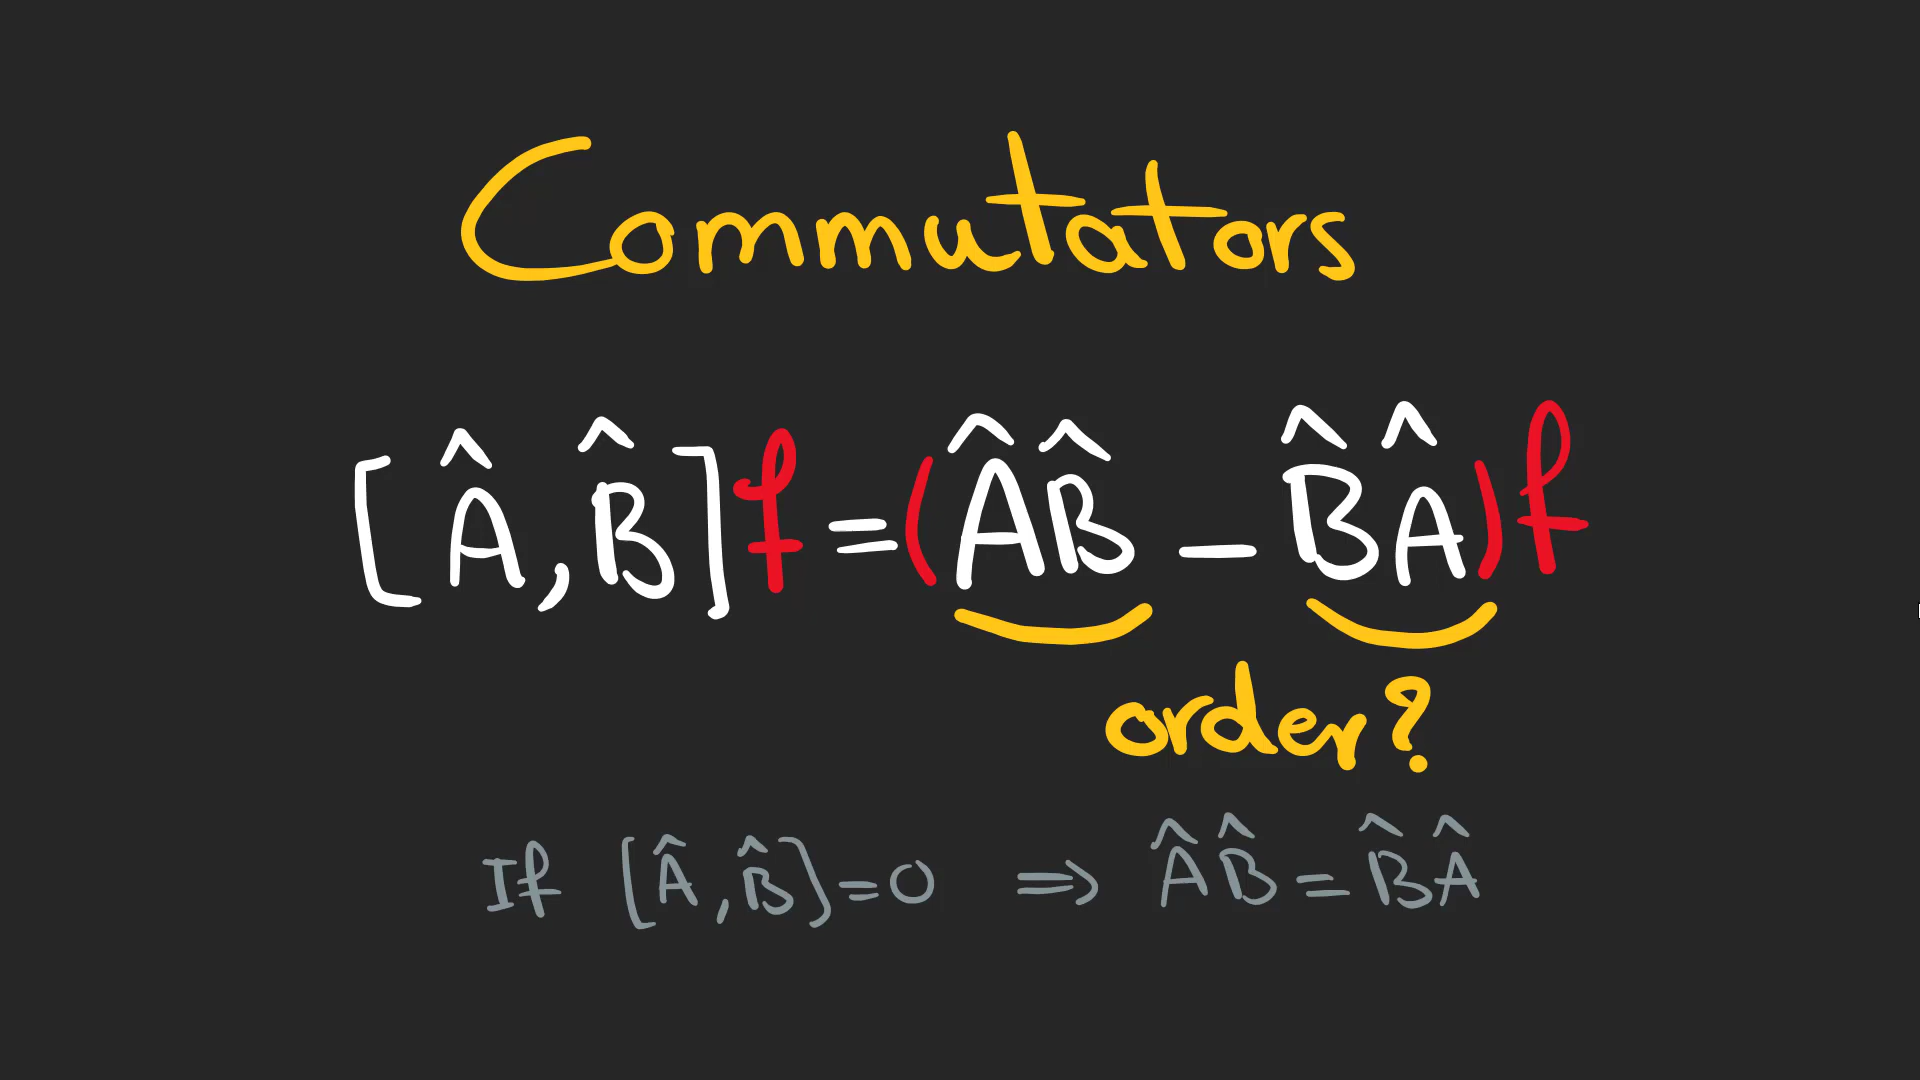 Commutators
[Â, B̂]f = (ÂB̂ − B̂Â)f
order?
If [Â, B̂] = 0 ⇒ ÂB̂ = B̂Â